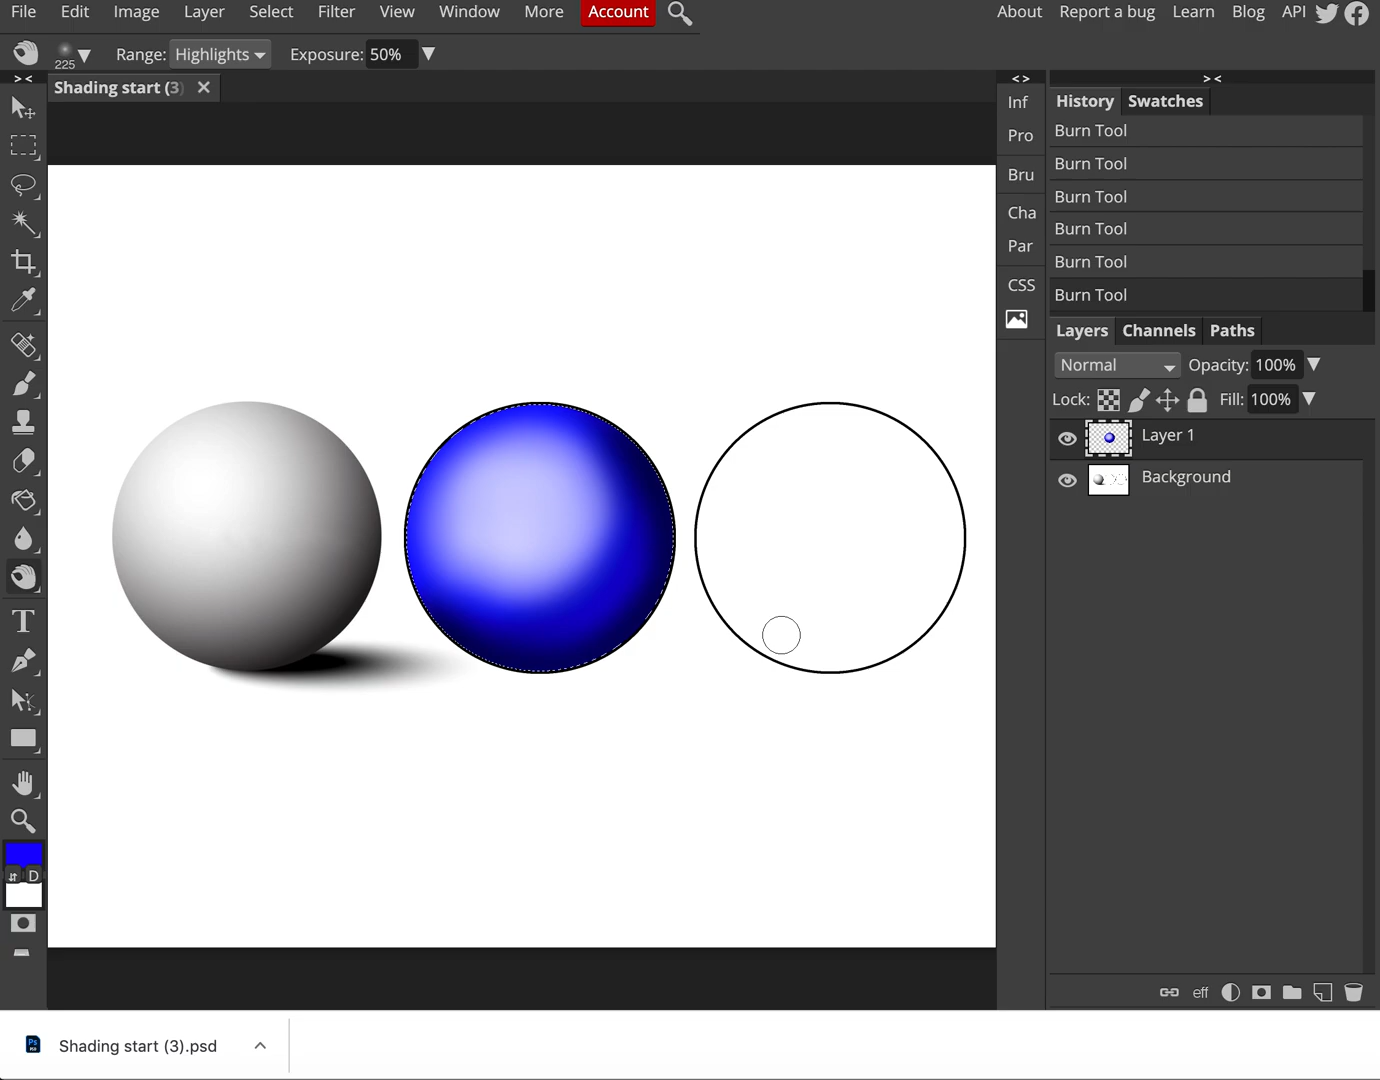 File Edit Image Layer Select Filter View Window More Account About Report a bug Learn Blog API
225 Range: Highlights Exposure: 50%
> < < > > <
Shading start (3)
Inf
Pro
Bru
Cha
Par
CSS
History Swatches
Burn Tool
Burn Tool
Burn Tool
Burn Tool
Burn Tool
Burn Tool
Layers Channels Paths
Normal Opacity: 100%
Lock: Fill: 100%
Layer 1
Background
T
D
eff
Ps
PSD
Shading start (3).psd